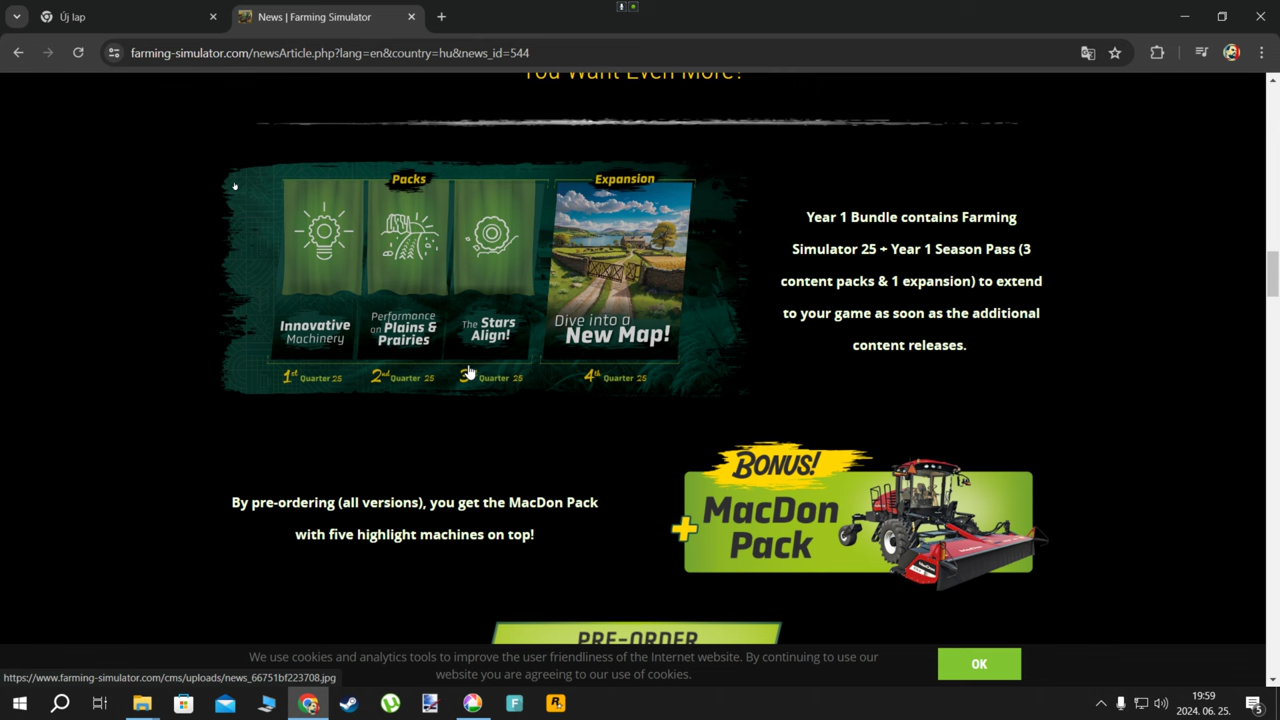 Új lap
News | Farming Simulator
farming-simulator.com/newsArticle.php?lang=en&country=hu&news_id=544
You Want Even More?
Packs
Expansion
Innovative
Machinery
Performance
on Plains &
Prairies
The Stars
Align!
Dive into a
New Map!
1st Quarter 25
2nd Quarter 25
3 Quarter 25
4th Quarter 25
Year 1 Bundle contains Farming
Simulator 25 + Year 1 Season Pass (3
content packs & 1 expansion) to extend
to your game as soon as the additional
content releases.
By pre-ordering (all versions), you get the MacDon Pack
with five highlight machines on top!
BONUS!
+ MacDon
Pack
MacDon
PRE-ORDER
We use cookies and analytics tools to improve the user friendliness of the Internet website. By continuing to use our
website you are agreeing to our use of cookies.
OK
https://www.farming-simulator.com/cms/uploads/news_66751bf223708.jpg
F
R
19:59
2024. 06. 25.
5